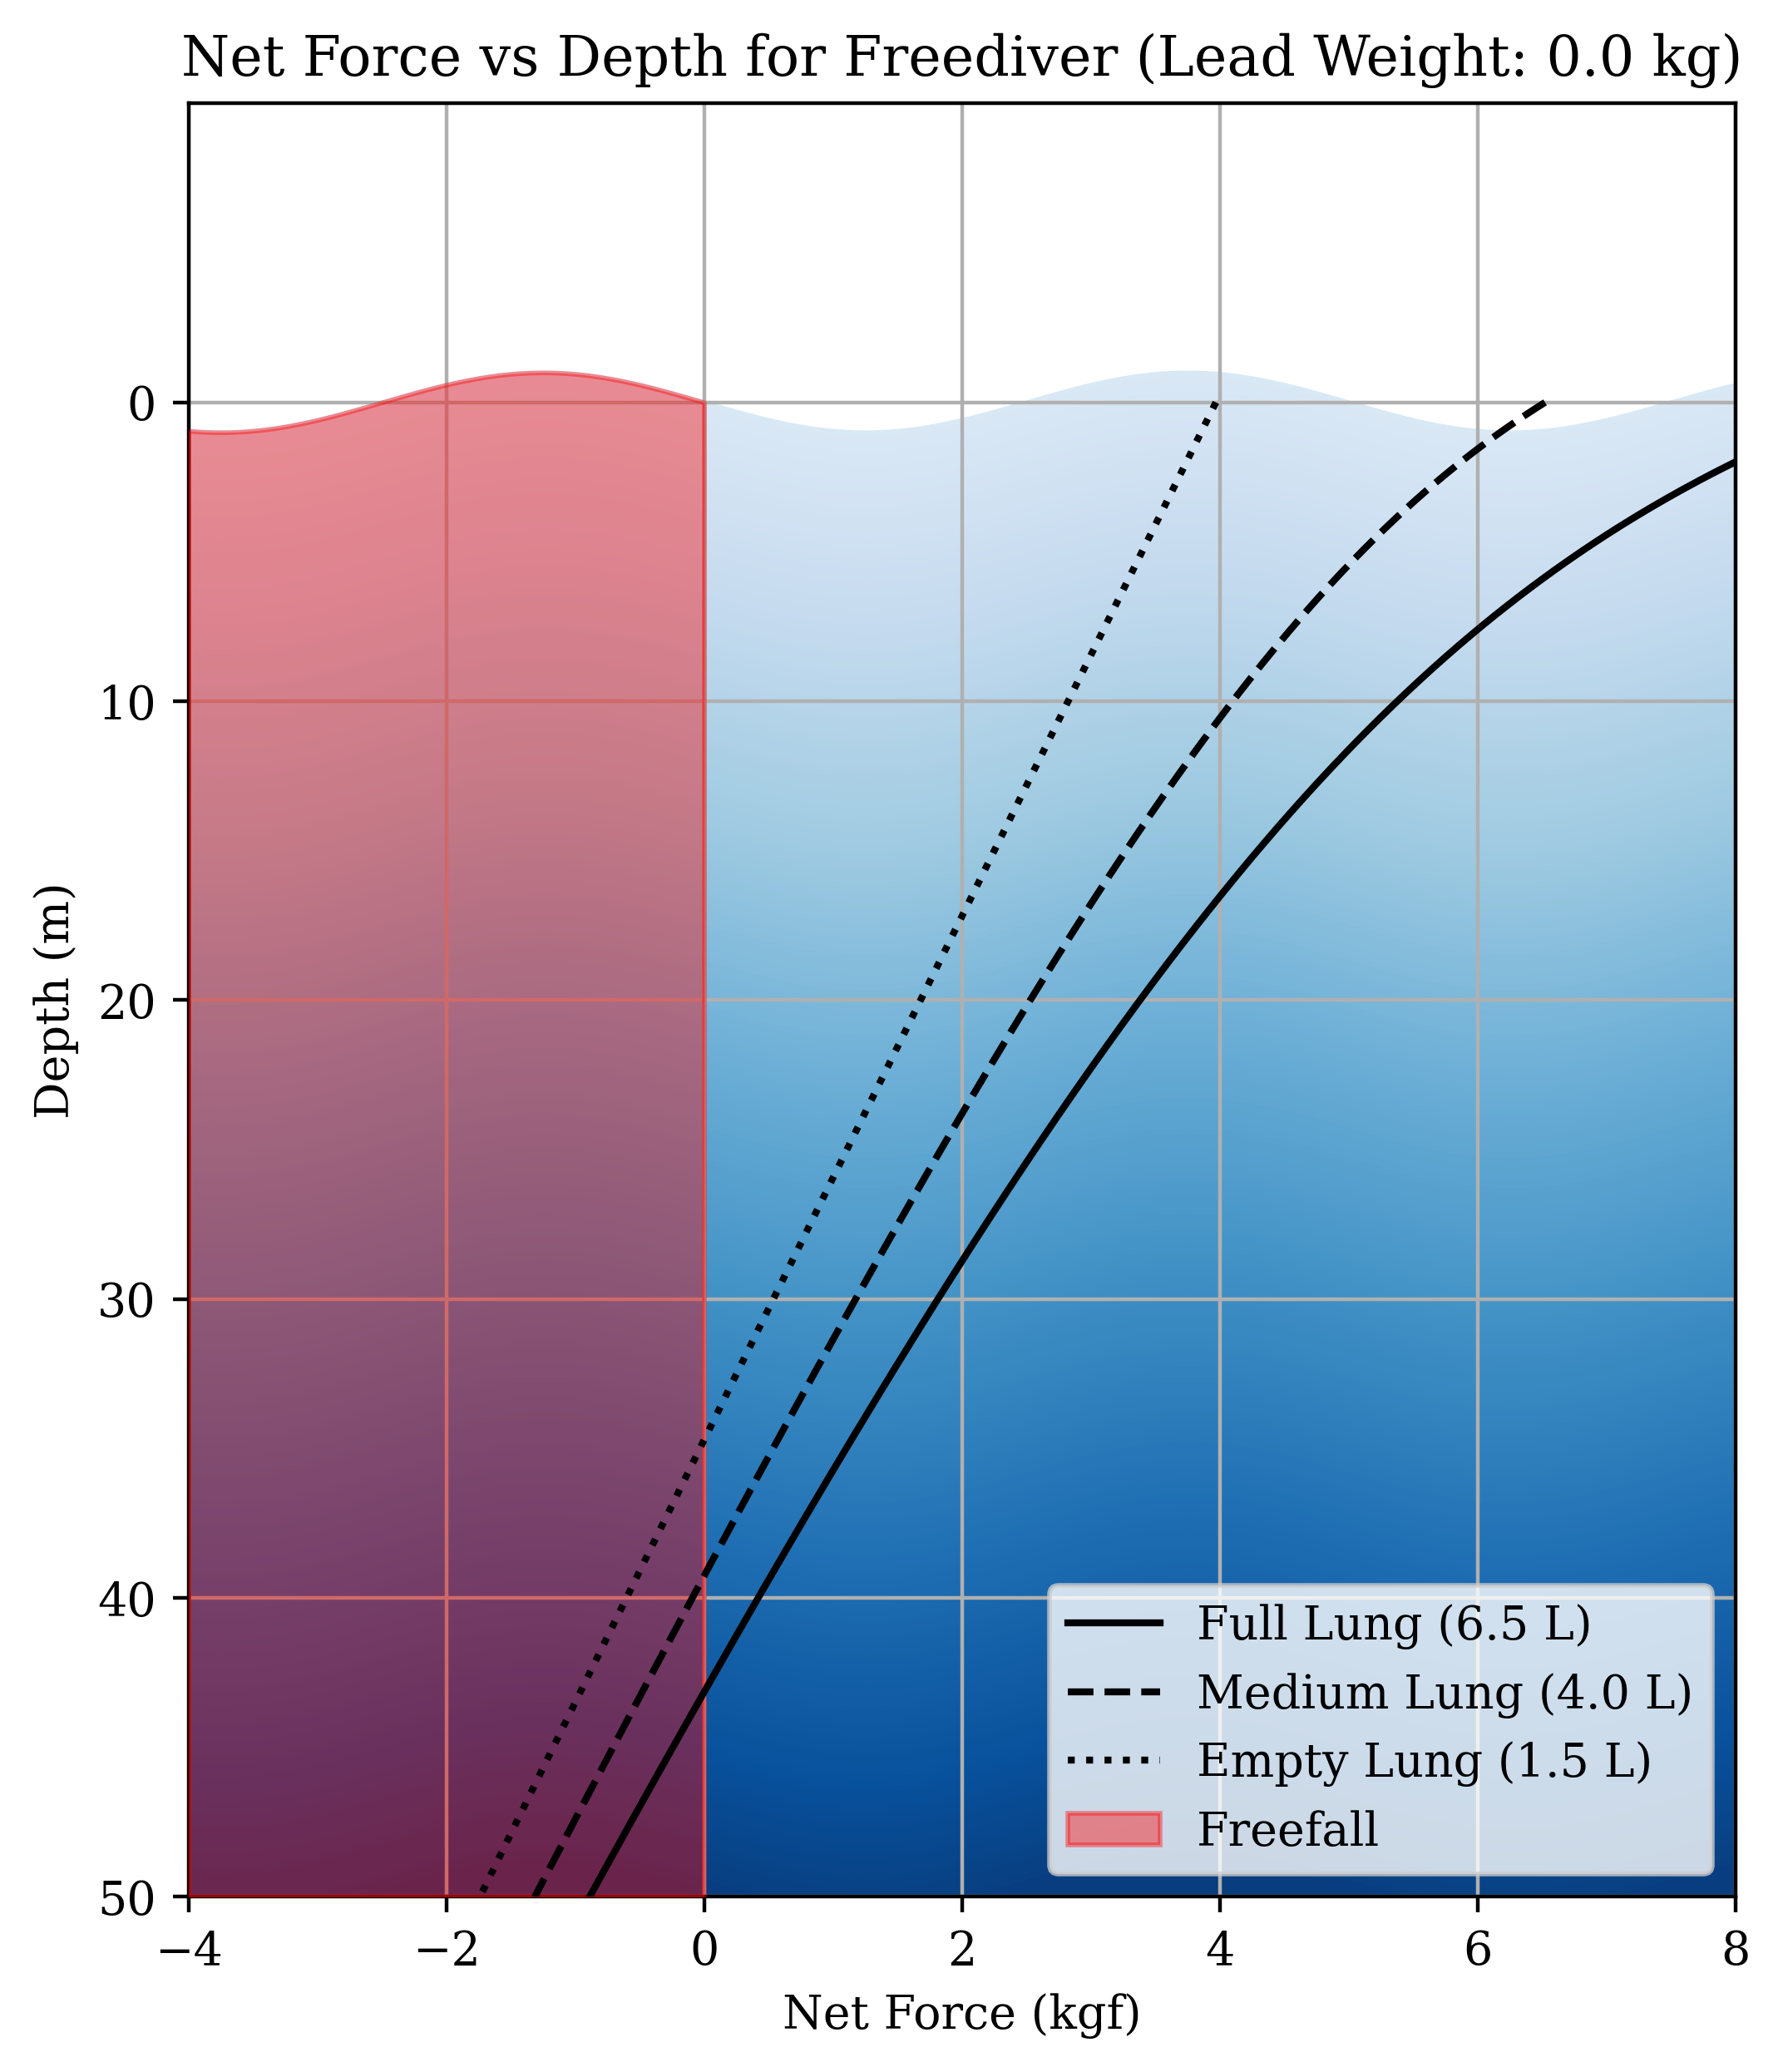 Net Force vs Depth for Freediver (Lead Weight: 0.0 kg)
0
10
20
30
40
50
Depth (m)
−4
−2
0
2
4
6
8
Net Force (kgf)
Full Lung (6.5 L)
Medium Lung (4.0 L)
Empty Lung (1.5 L)
Freefall